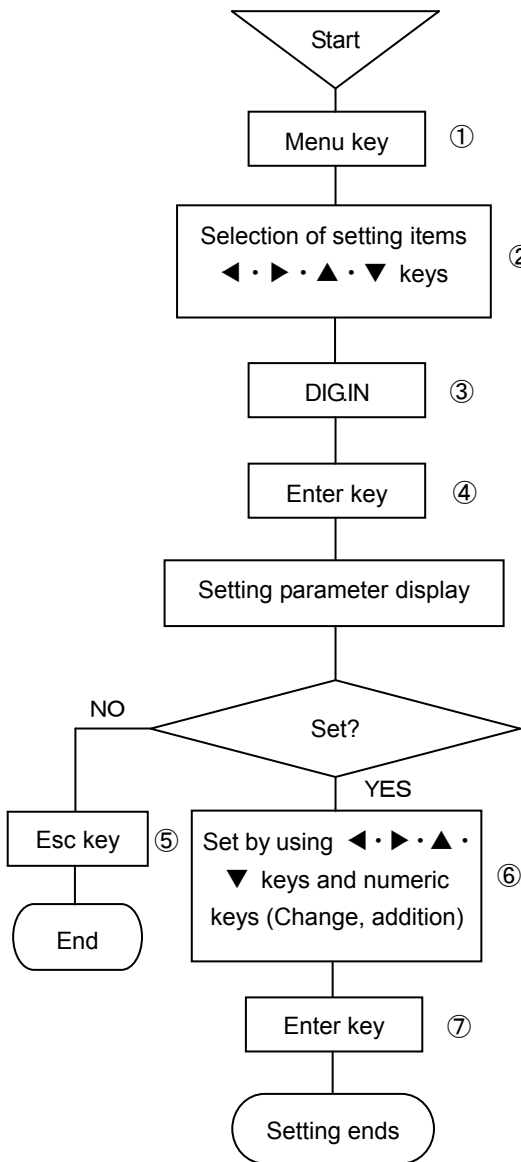 Start
Menu key ①
Selection of setting items ②
◀・▶・▲・▼ keys
DIG.IN ③
Enter key ④
Setting parameter display
NO
Set?
YES
Esc key ⑤
Set by using ◀・▶・▲・
▼ keys and numeric ⑥
keys (Change, addition)
End
Enter key ⑦
Setting ends